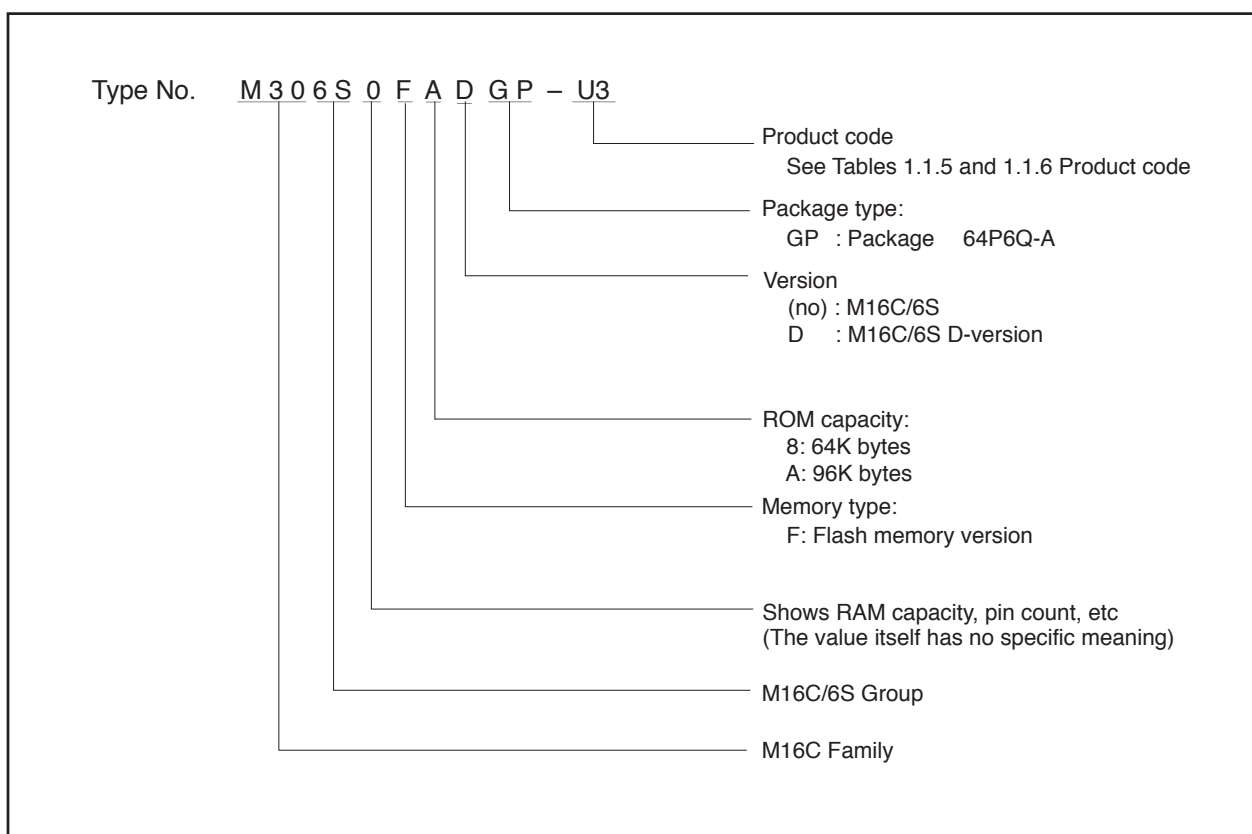 Type No. M 3 0 6 S 0 F A D G P – U3
Product code
See Tables 1.1.5 and 1.1.6 Product code
Package type:
GP : Package 64P6Q-A
Version
(no) : M16C/6S
D : M16C/6S D-version
ROM capacity:
8: 64K bytes
A: 96K bytes
Memory type:
F: Flash memory version
Shows RAM capacity, pin count, etc
(The value itself has no specific meaning)
M16C/6S Group
M16C Family